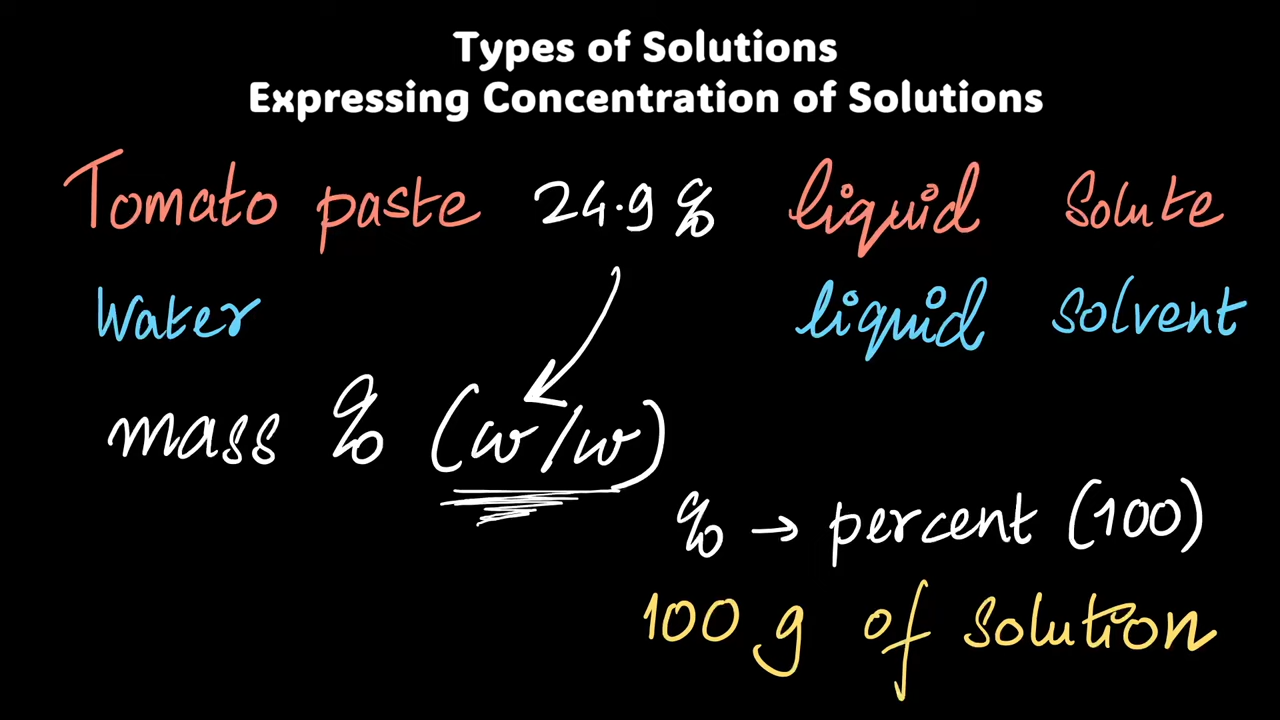 Types of Solutions
Expressing Concentration of Solutions
Tomato paste 24.9 % liquid solute
Water liquid solvent
mass % (w/w)
% → percent (100)
100 g of solution